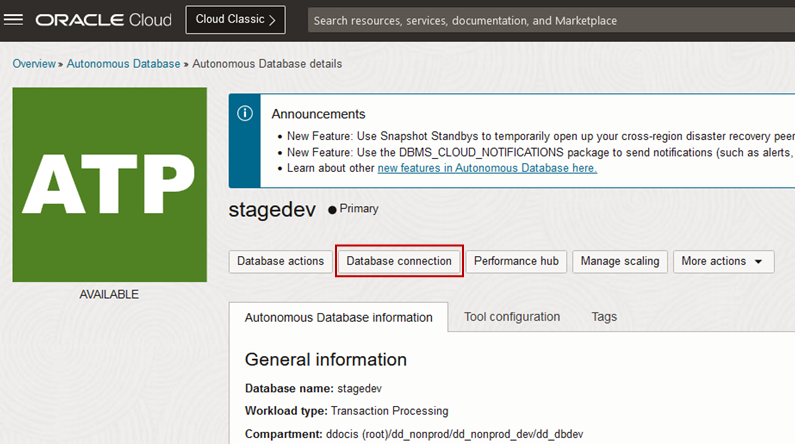 ORACLE Cloud
Cloud Classic >
Search resources, services, documentation, and Marketplace
Overview » Autonomous Database » Autonomous Database details
ATP
AVAILABLE
Announcements
• New Feature: Use Snapshot Standbys to temporarily open up your cross-region disaster recovery peer
• New Feature: Use the DBMS_CLOUD_NOTIFICATIONS package to send notifications (such as alerts,
• Learn about other new features in Autonomous Database here.
stagedev ● Primary
Database actions
Database connection
Performance hub
Manage scaling
More actions
Autonomous Database information
Tool configuration
Tags
General information
Database name: stagedev
Workload type: Transaction Processing
Compartment: ddocis (root)/dd_nonprod/dd_nonprod_dev/dd_dbdev